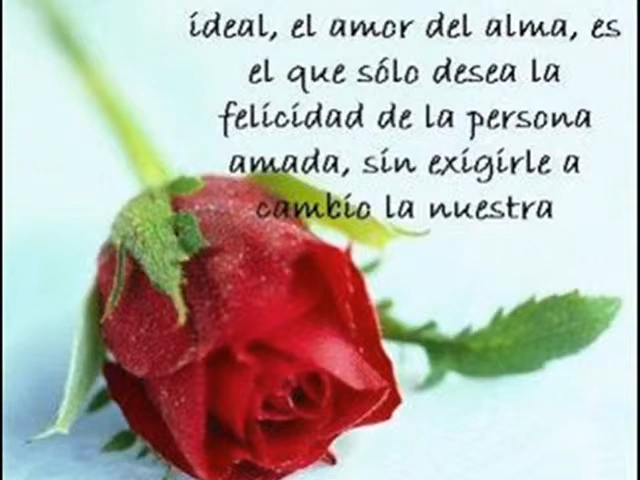 ideal, el amor del alma, es
el que sólo desea la
felicidad de la persona
amada, sin exigirle a
cambio la nuestra